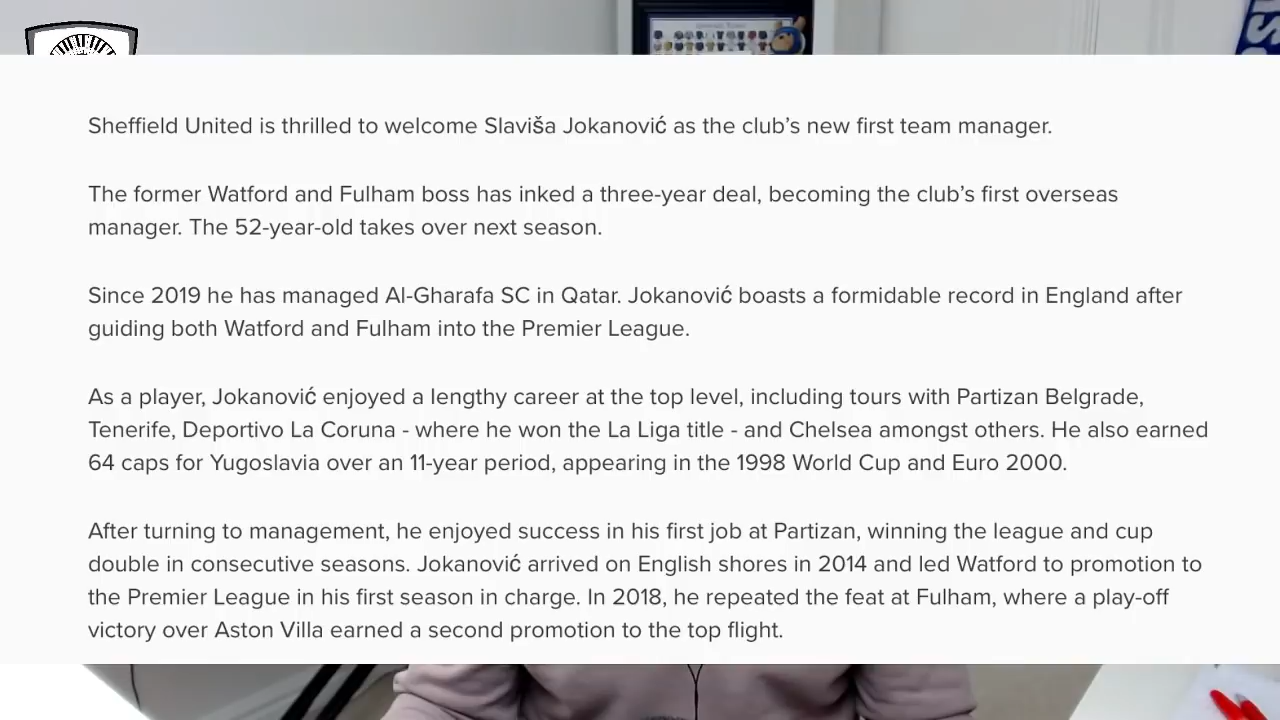 Sheffield United is thrilled to welcome Slaviša Jokanović as the club’s new first team manager.
The former Watford and Fulham boss has inked a three-year deal, becoming the club’s first overseas
manager. The 52-year-old takes over next season.
Since 2019 he has managed Al-Gharafa SC in Qatar. Jokanović boasts a formidable record in England after
guiding both Watford and Fulham into the Premier League.
As a player, Jokanović enjoyed a lengthy career at the top level, including tours with Partizan Belgrade,
Tenerife, Deportivo La Coruna - where he won the La Liga title - and Chelsea amongst others. He also earned
64 caps for Yugoslavia over an 11-year period, appearing in the 1998 World Cup and Euro 2000.
After turning to management, he enjoyed success in his first job at Partizan, winning the league and cup
double in consecutive seasons. Jokanović arrived on English shores in 2014 and led Watford to promotion to
the Premier League in his first season in charge. In 2018, he repeated the feat at Fulham, where a play-off
victory over Aston Villa earned a second promotion to the top flight.